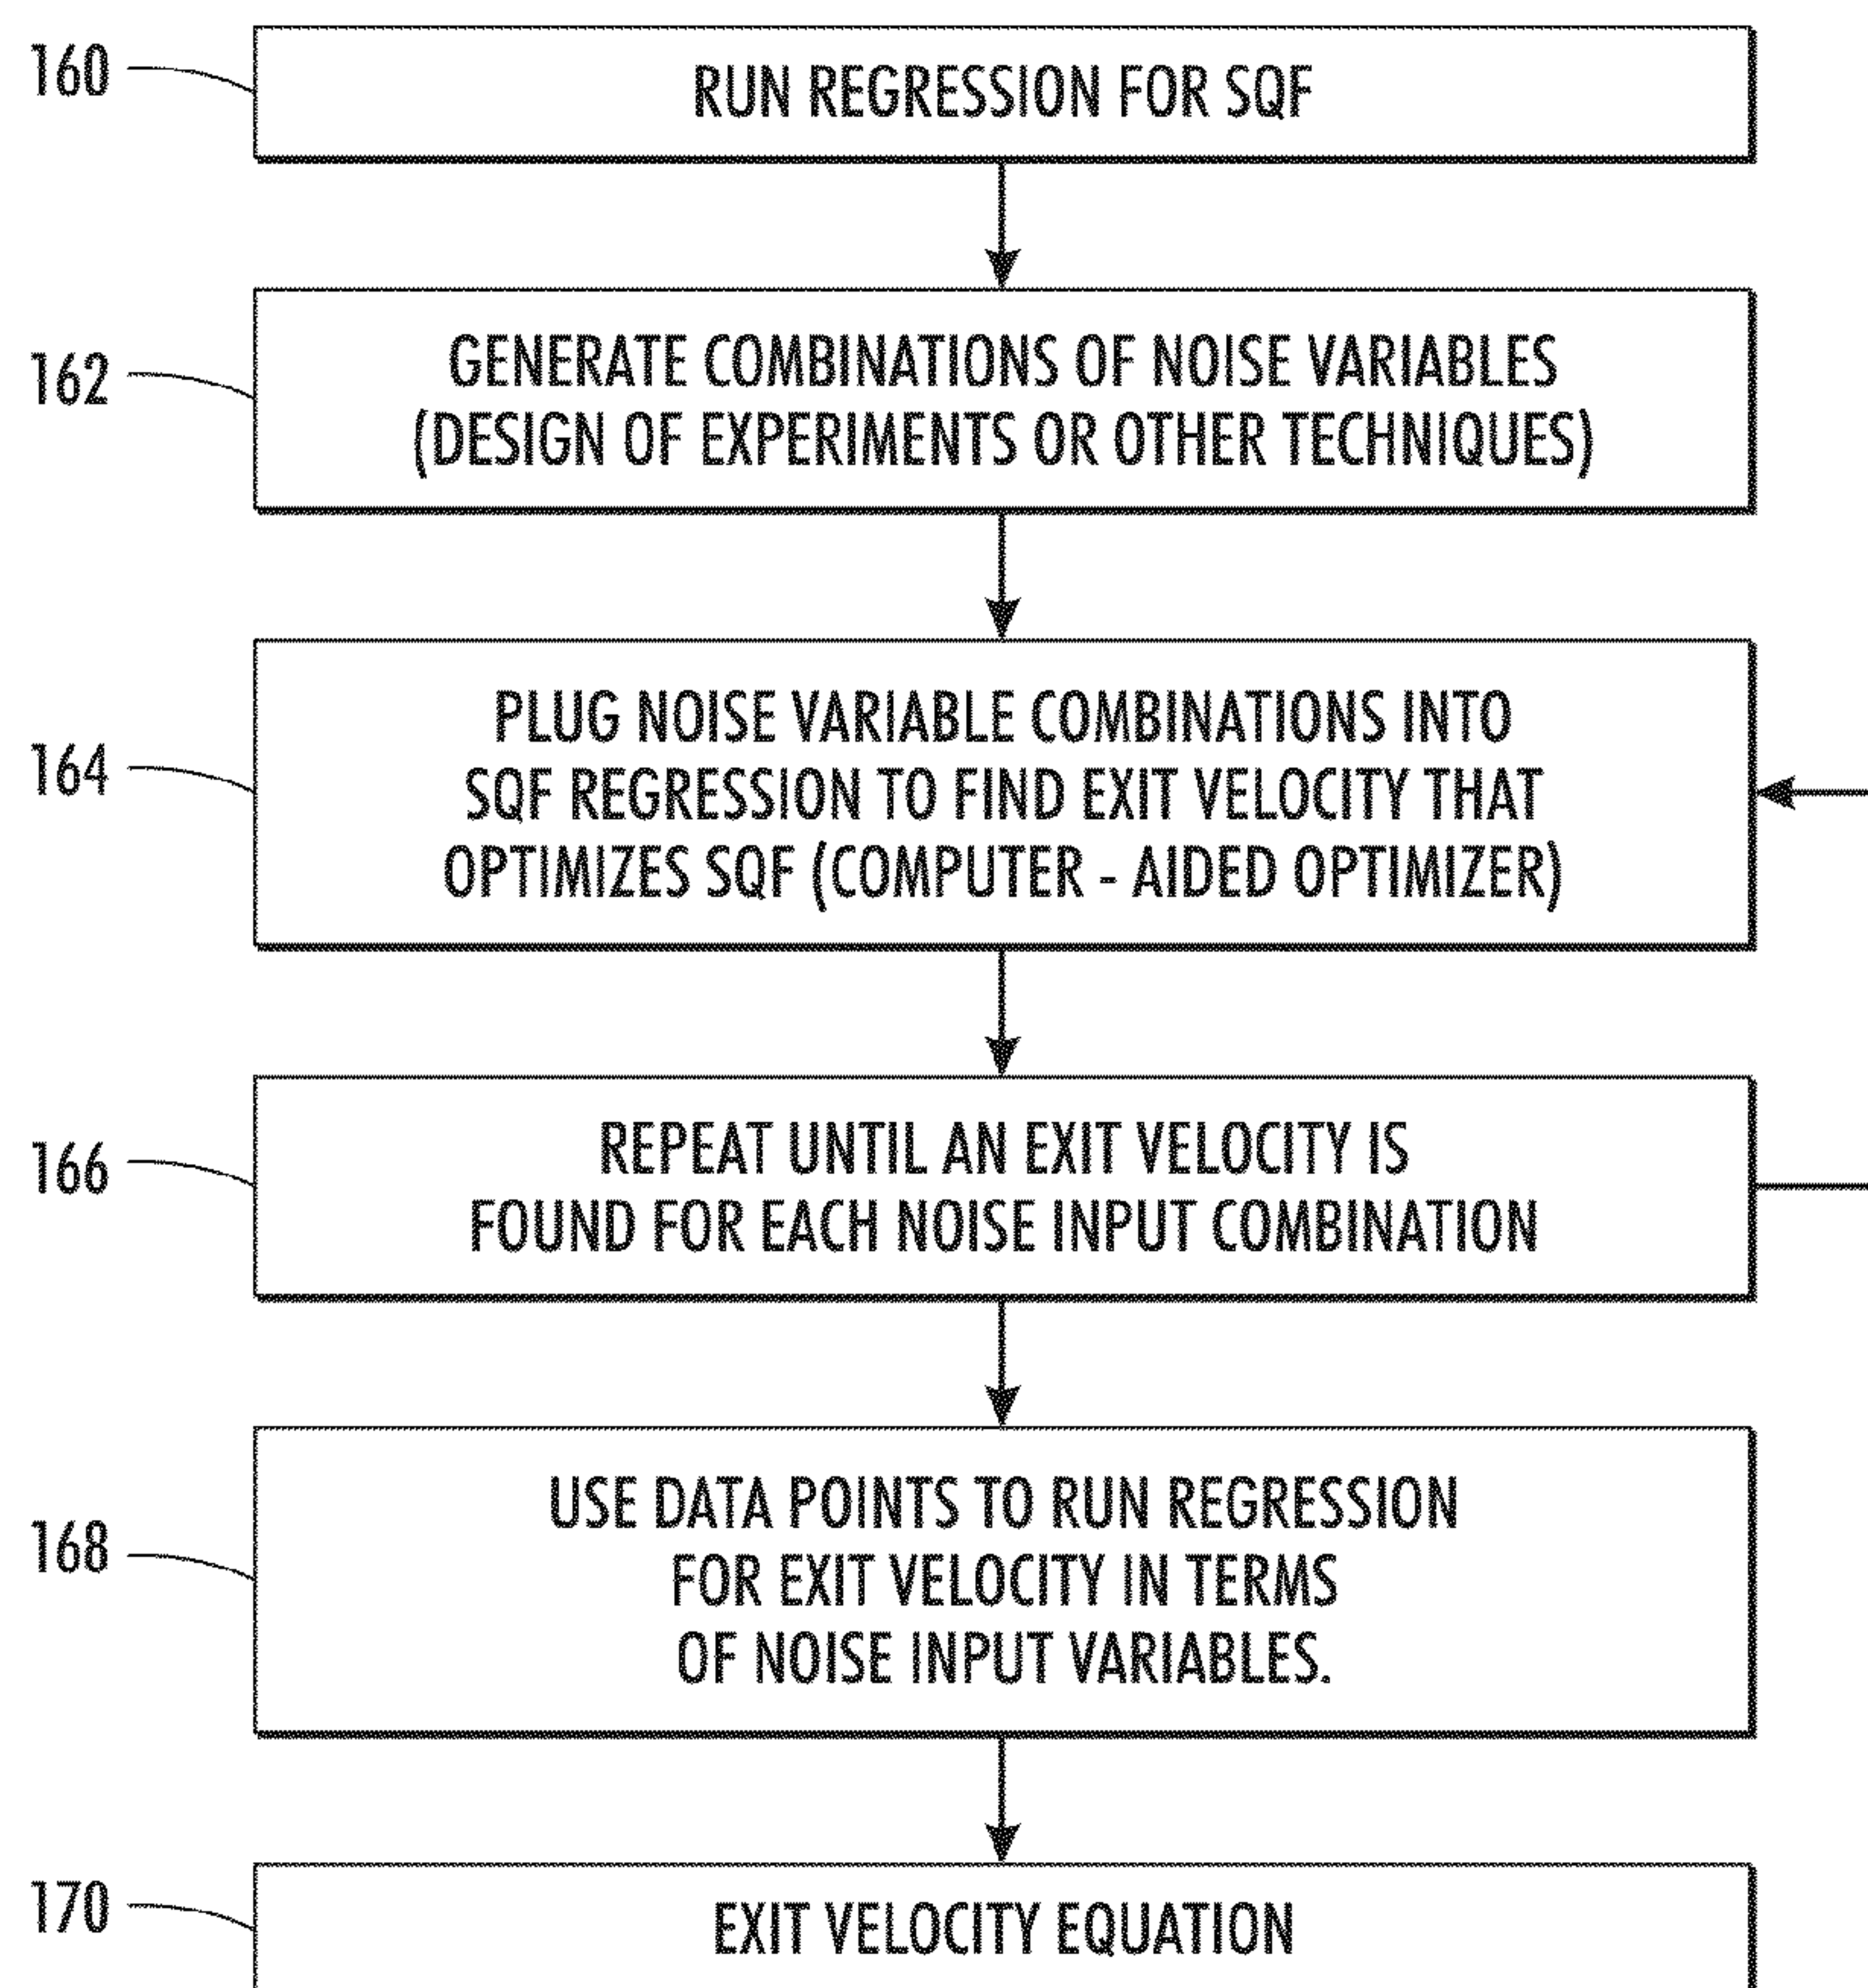 160
RUN REGRESSION FOR SQF
162
GENERATE COMBINATIONS OF NOISE VARIABLES
(DESIGN OF EXPERIMENTS OR OTHER TECHNIQUES)
164
PLUG NOISE VARIABLE COMBINATIONS INTO
SQF REGRESSION TO FIND EXIT VELOCITY THAT
OPTIMIZES SQF (COMPUTER - AIDED OPTIMIZER)
166
REPEAT UNTIL AN EXIT VELOCITY IS
FOUND FOR EACH NOISE INPUT COMBINATION
168
USE DATA POINTS TO RUN REGRESSION
FOR EXIT VELOCITY IN TERMS
OF NOISE INPUT VARIABLES.
170
EXIT VELOCITY EQUATION